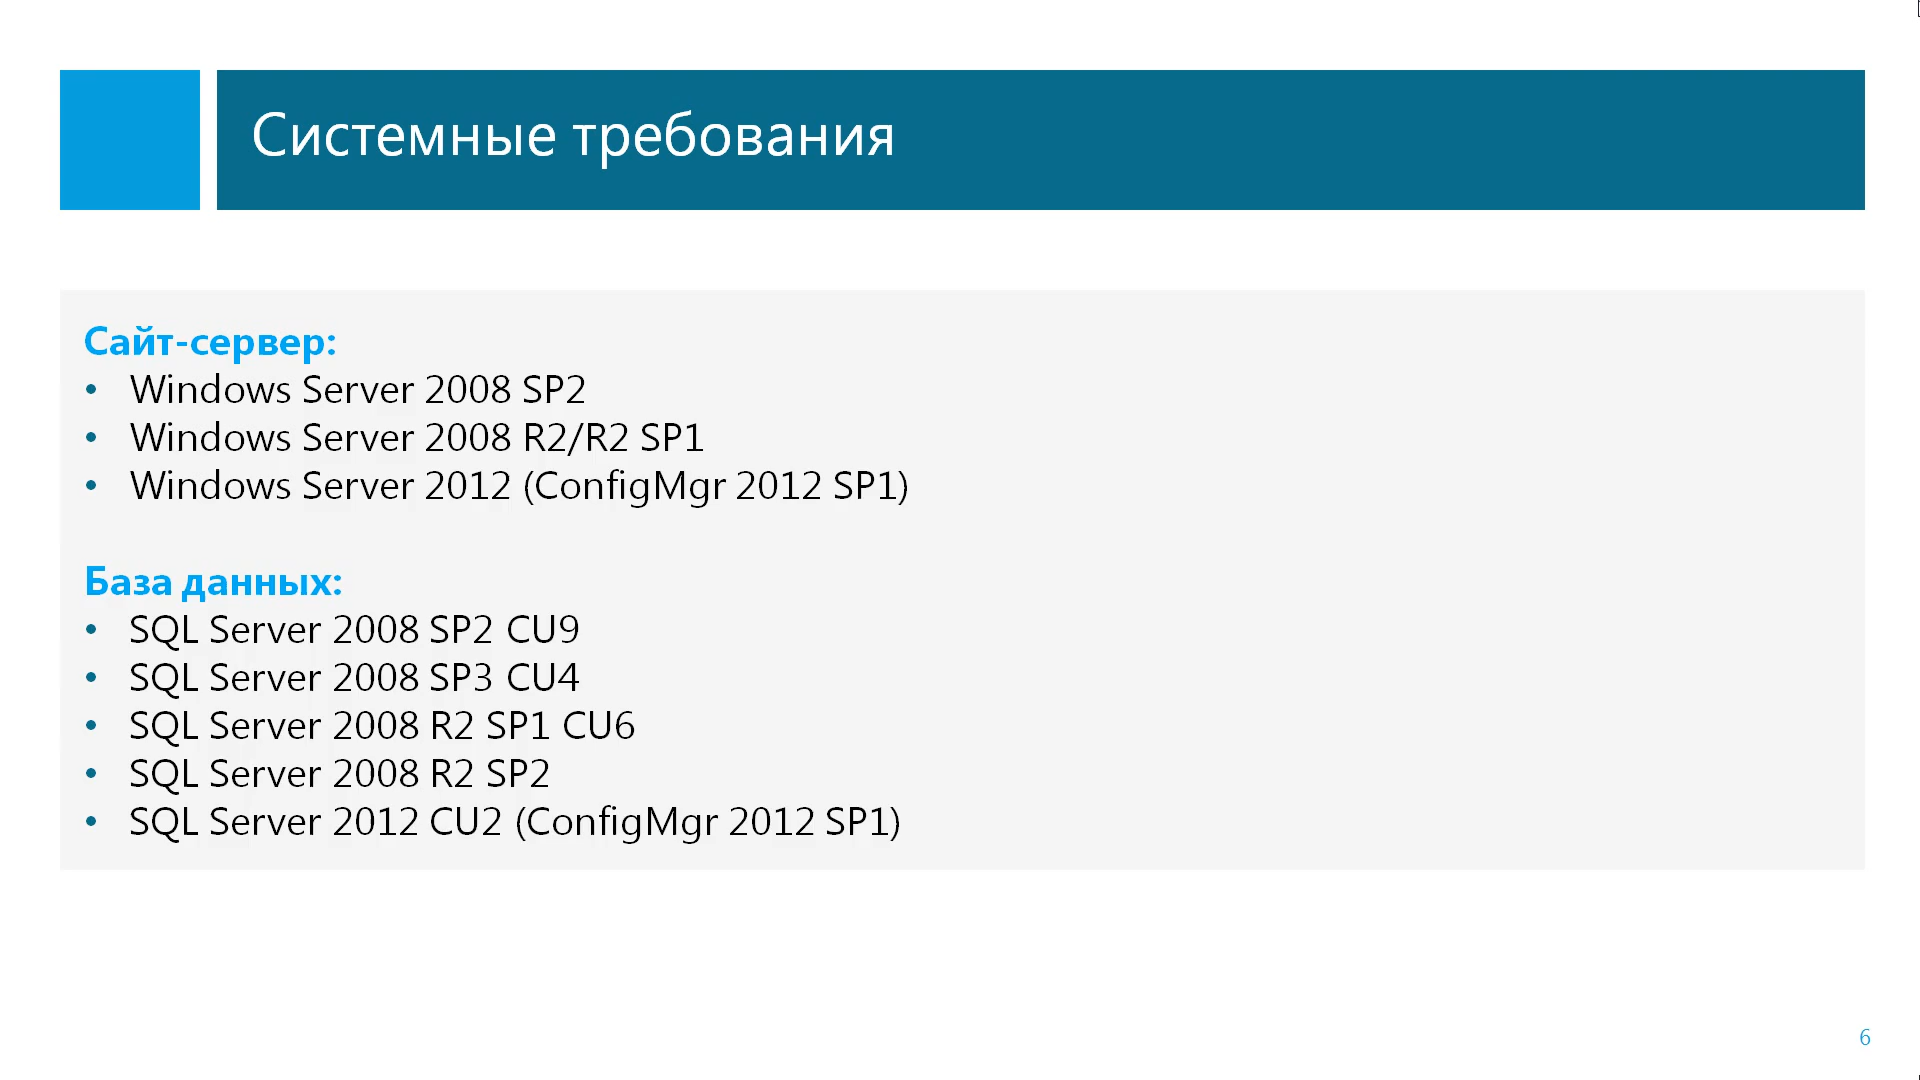 Системные требования
Сайт-сервер:
• Windows Server 2008 SP2
• Windows Server 2008 R2/R2 SP1
• Windows Server 2012 (ConfigMgr 2012 SP1)
База данных:
• SQL Server 2008 SP2 CU9
• SQL Server 2008 SP3 CU4
• SQL Server 2008 R2 SP1 CU6
• SQL Server 2008 R2 SP2
• SQL Server 2012 CU2 (ConfigMgr 2012 SP1)
6